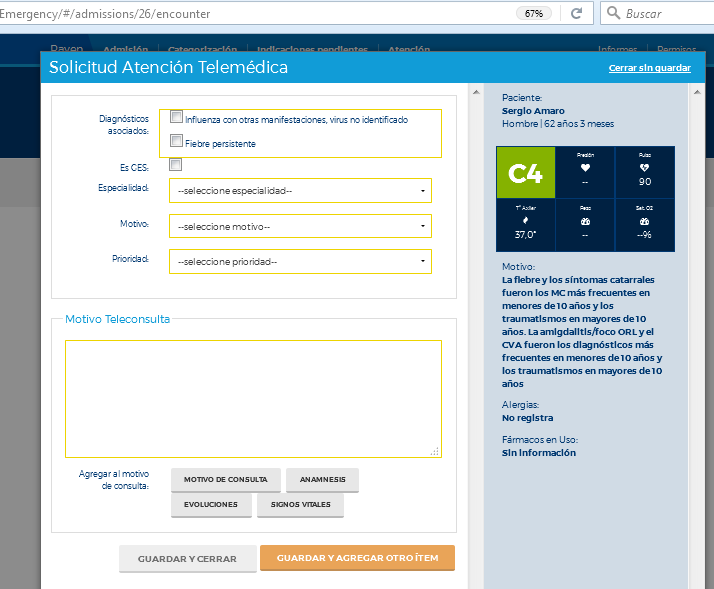 Emergency/#/admissions/26/encounter
67%
Buscar
Rayen
Admisión
Categorización
Indicaciones pendientes
Atención
Informes
Permisos
Solicitud Atención Telemédica
Cerrar sin guardar
Diagnósticos
asociados:
Influenza con otras manifestaciones, virus no identificado
Fiebre persistente
Es GES:
Especialidad:
--seleccione especialidad--
Motivo:
--seleccione motivo--
Prioridad:
--seleccione prioridad--
Motivo Teleconsulta
Agregar al motivo
de consulta:
MOTIVO DE CONSULTA
ANAMNESIS
EVOLUCIONES
SIGNOS VITALES
GUARDAR Y CERRAR
GUARDAR Y AGREGAR OTRO ÍTEM
Paciente:
Sergio Amaro
Hombre | 62 años 3 meses
C4
Presión
--
Pulso
90
Tº Axilar
37,0°
Peso
--
Sat. O2
--%
Motivo:
La fiebre y los síntomas catarrales
fueron los MC más frecuentes en
menores de 10 años y los
traumatismos en mayores de 10
años. La amigdalitis/foco ORL y el
CVA fueron los diagnósticos más
frecuentes en menores de 10 años y
los traumatismos en mayores de 10
años
Alergias:
No registra
Fármacos en Uso:
Sin información